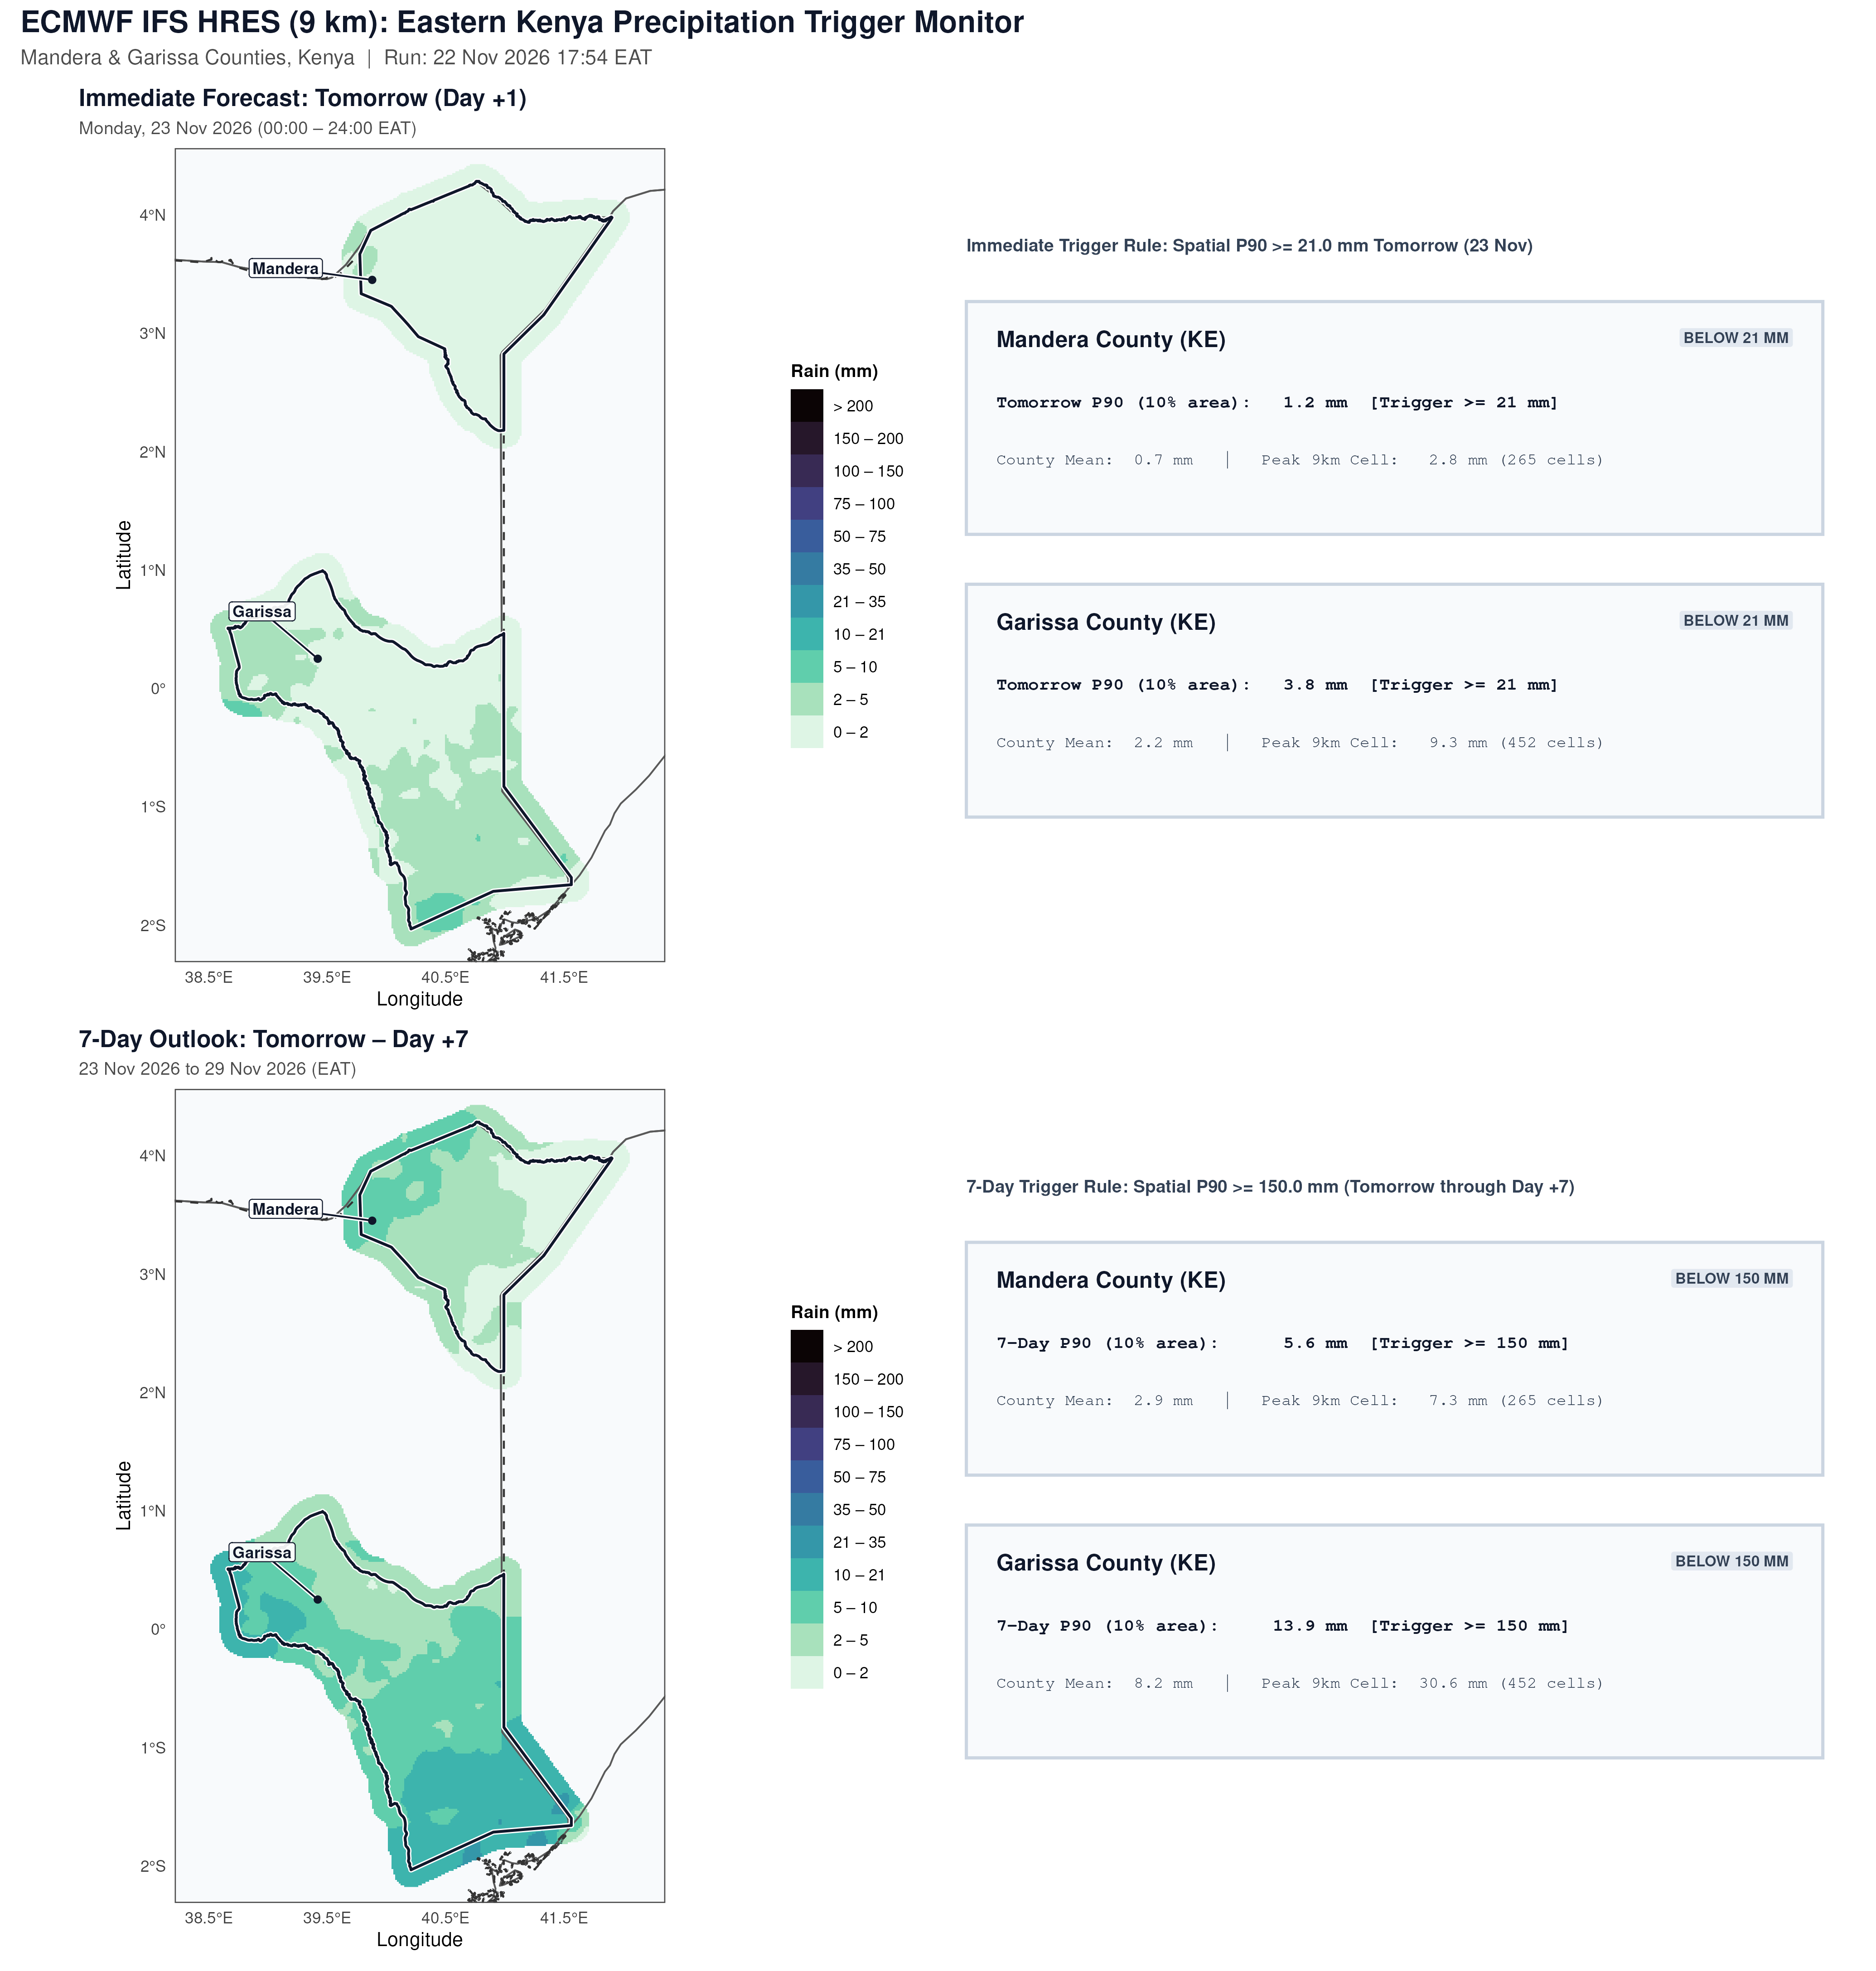 ECMWF IFS HRES (9 km): Eastern Kenya Precipitation Trigger Monitor
Mandera & Garissa Counties, Kenya | Run: 22 Nov 2026 17:54 EAT
Immediate Forecast: Tomorrow (Day +1)
Monday, 23 Nov 2026 (00:00 – 24:00 EAT)
Latitude
4°N
3°N
2°N
1°N
0°
1°S
2°S
Mandera
Garissa
38.5°E 39.5°E 40.5°E 41.5°E
Longitude
Rain (mm)
> 200
150 – 200
100 – 150
75 – 100
50 – 75
35 – 50
21 – 35
10 – 21
5 – 10
2 – 5
0 – 2
Immediate Trigger Rule: Spatial P90 >= 21.0 mm Tomorrow (23 Nov)
Mandera County (KE) BELOW 21 MM
Tomorrow P90 (10% area): 1.2 mm [Trigger >= 21 mm]
County Mean: 0.7 mm | Peak 9km Cell: 2.8 mm (265 cells)
Garissa County (KE) BELOW 21 MM
Tomorrow P90 (10% area): 3.8 mm [Trigger >= 21 mm]
County Mean: 2.2 mm | Peak 9km Cell: 9.3 mm (452 cells)
7-Day Outlook: Tomorrow – Day +7
23 Nov 2026 to 29 Nov 2026 (EAT)
Latitude
4°N
3°N
2°N
1°N
0°
1°S
2°S
Mandera
Garissa
38.5°E 39.5°E 40.5°E 41.5°E
Longitude
Rain (mm)
> 200
150 – 200
100 – 150
75 – 100
50 – 75
35 – 50
21 – 35
10 – 21
5 – 10
2 – 5
0 – 2
7-Day Trigger Rule: Spatial P90 >= 150.0 mm (Tomorrow through Day +7)
Mandera County (KE) BELOW 150 MM
7–Day P90 (10% area): 5.6 mm [Trigger >= 150 mm]
County Mean: 2.9 mm | Peak 9km Cell: 7.3 mm (265 cells)
Garissa County (KE) BELOW 150 MM
7–Day P90 (10% area): 13.9 mm [Trigger >= 150 mm]
County Mean: 8.2 mm | Peak 9km Cell: 30.6 mm (452 cells)